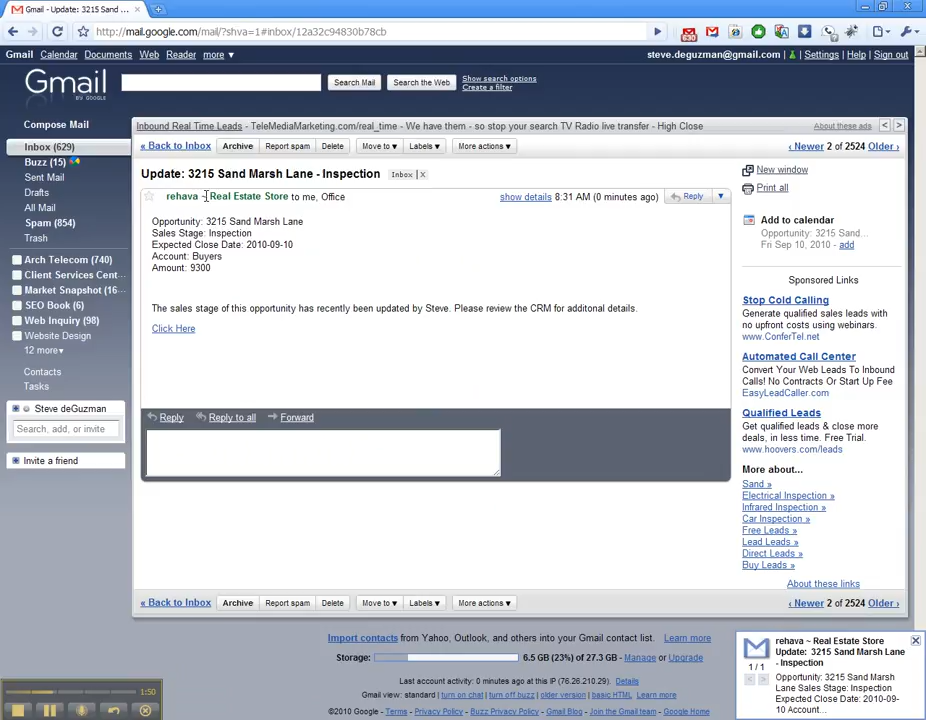 Gmail - Update: 3215 Sand ...
http://mail.google.com/mail/?shva=1#inbox/12a32c94830b78cb
Gmail Calendar Documents Web Reader more ▾
steve.deguzman@gmail.com | Settings | Help | Sign out
Gmail
BY GOOGLE
Search Mail
Search the Web
Show search options
Create a filter
Compose Mail
Inbox (629)
Buzz (15)
Sent Mail
Drafts
All Mail
Spam (854)
Trash
Arch Telecom (740)
Client Services Cent...
Market Snapshot (16...
SEO Book (6)
Web Inquiry (98)
Website Design
12 more▾
Contacts
Tasks
Steve deGuzman
Search, add, or invite
Invite a friend
Inbound Real Time Leads - TeleMediaMarketing.com/real_time - We have them - so stop your search TV Radio live transfer - High Close
About these ads
< >
« Back to Inbox Archive Report spam Delete Move to ▾ Labels ▾ More actions ▾
‹ Newer 2 of 2524 Older ›
Update: 3215 Sand Marsh Lane - Inspection Inbox | X
rehava ~ Real Estate Store to me, Office
show details 8:31 AM (0 minutes ago) Reply ▾
Opportunity: 3215 Sand Marsh Lane
Sales Stage: Inspection
Expected Close Date: 2010-09-10
Account: Buyers
Amount: 9300
The sales stage of this opportunity has recently been updated by Steve. Please review the CRM for additonal details.
Click Here
Reply Reply to all Forward
New window
Print all
Add to calendar
Opportunity: 3215 Sand...
Fri Sep 10, 2010 - add
Sponsored Links
Stop Cold Calling
Generate qualified sales leads with
no upfront costs using webinars.
www.ConferTel.net
Automated Call Center
Convert Your Web Leads To Inbound
Calls! No Contracts Or Start Up Fee
EasyLeadCaller.com
Qualified Leads
Get qualified leads & close more
deals, in less time. Free Trial.
www.hoovers.com/leads
More about...
Sand »
Electrical Inspection »
Infrared Inspection »
Car Inspection »
Free Leads »
Lead Leads »
Direct Leads »
Buy Leads »
About these links
« Back to Inbox Archive Report spam Delete Move to ▾ Labels ▾ More actions ▾
‹ Newer 2 of 2524 Older ›
Import contacts from Yahoo, Outlook, and others into your Gmail contact list. Learn more
Storage: 6.5 GB (23%) of 27.3 GB - Manage or Upgrade
Last account activity: 0 minutes ago at this IP (76.26.210.29). Details
Gmail view: standard | turn on chat | turn off buzz | older version | basic HTML Learn more
©2010 Google - Terms - Privacy Policy - Buzz Privacy Policy - Gmail Blog - Join the Gmail team - Google Home
rehava ~ Real Estate Store
Update: 3215 Sand Marsh Lane
- Inspection
1 / 1
Opportunity: 3215 Sand Marsh
Lane Sales Stage: Inspection
Expected Close Date: 2010-09-
10 Account...
1:50